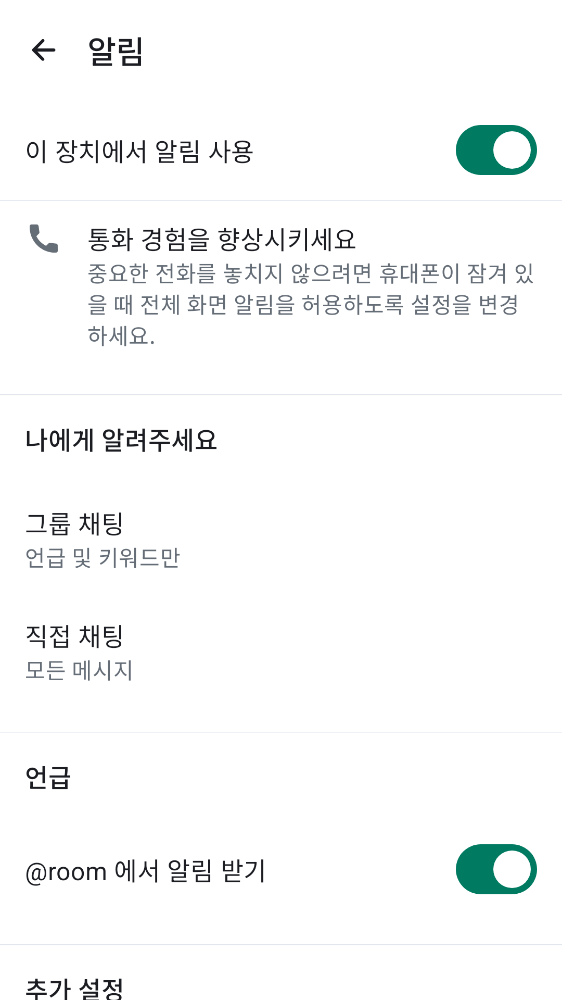 알림
이 장치에서 알림 사용
통화 경험을 향상시키세요
중요한 전화를 놓치지 않으려면 휴대폰이 잠겨 있
을 때 전체 화면 알림을 허용하도록 설정을 변경
하세요.
나에게 알려주세요
그룹 채팅
언급 및 키워드만
직접 채팅
모든 메시지
언급
@room 에서 알림 받기
추가 설정